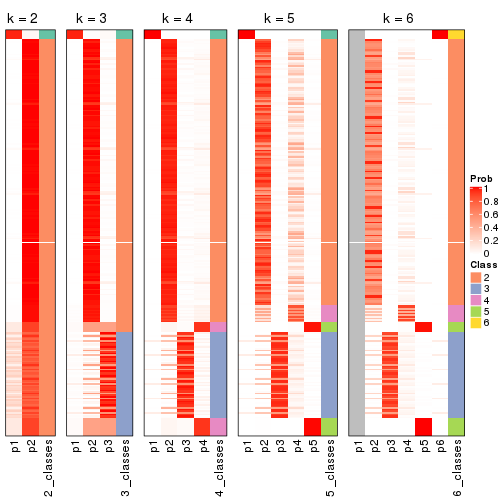 k = 2 k = 3 k = 4 k = 5 k = 6
Prob
1
0.8
0.6
0.4
0.2
0
Class
2
3
4
5
6
p1 p2 2_classes p1 p2 p3 3_classes p1 p2 p3 p4 4_classes p1 p2 p3 p4 p5 5_classes p1 p2 p3 p4 p5 p6 6_classes